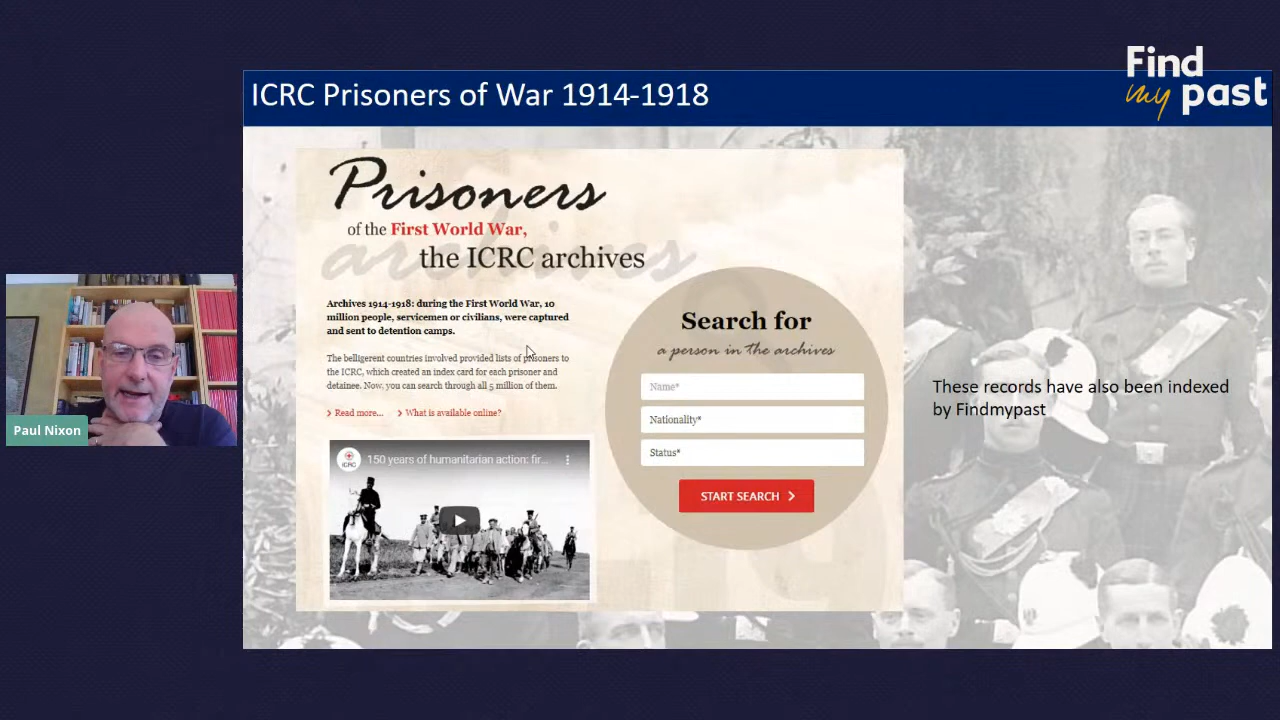 Find
my past
ICRC Prisoners of War 1914-1918
Prisoners
of the First World War,
archives
the ICRC archives
Archives 1914-1918: during the First World War, 10
million people, servicemen or civilians, were captured
and sent to detention camps.
The belligerent countries involved provided lists of prisoners to
the ICRC, which created an index card for each prisoner and
detainee. Now, you can search through all 5 million of them.
Read more... What is available online?
ICRC
150 years of humanitarian action: fir...
Search for
a person in the archives
Name*
Nationality*
Status*
START SEARCH
These records have also been indexed
by Findmypast
Paul Nixon